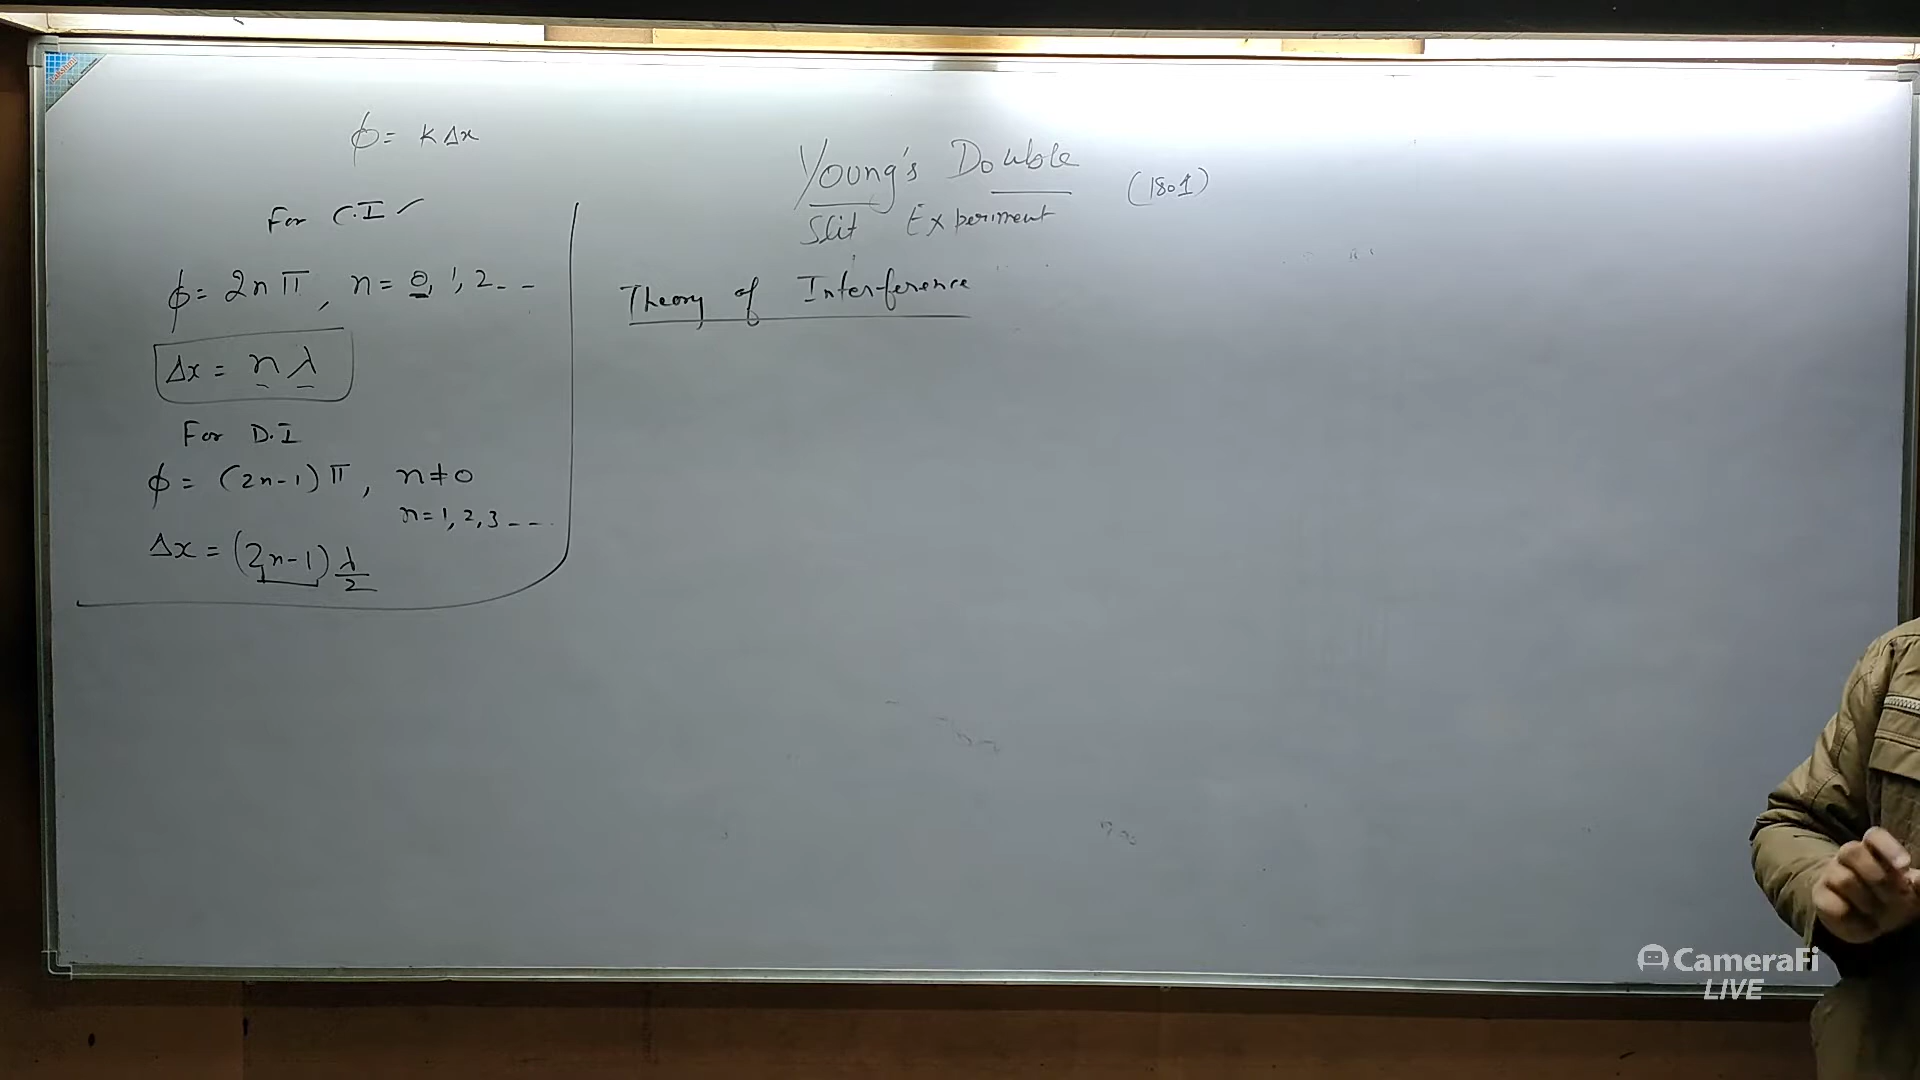 ϕ = KΔx
For C.I ✓
ϕ = 2nπ, n = 0, 1, 2- -
Δx = nλ
For D.I
ϕ = (2n-1)π, n≠0
n=1, 2, 3 - - -
Δx = (2n-1) λ/2
Young's Double
(1801)
Slit Experiment
Theory of Interference
CameraFi
LIVE